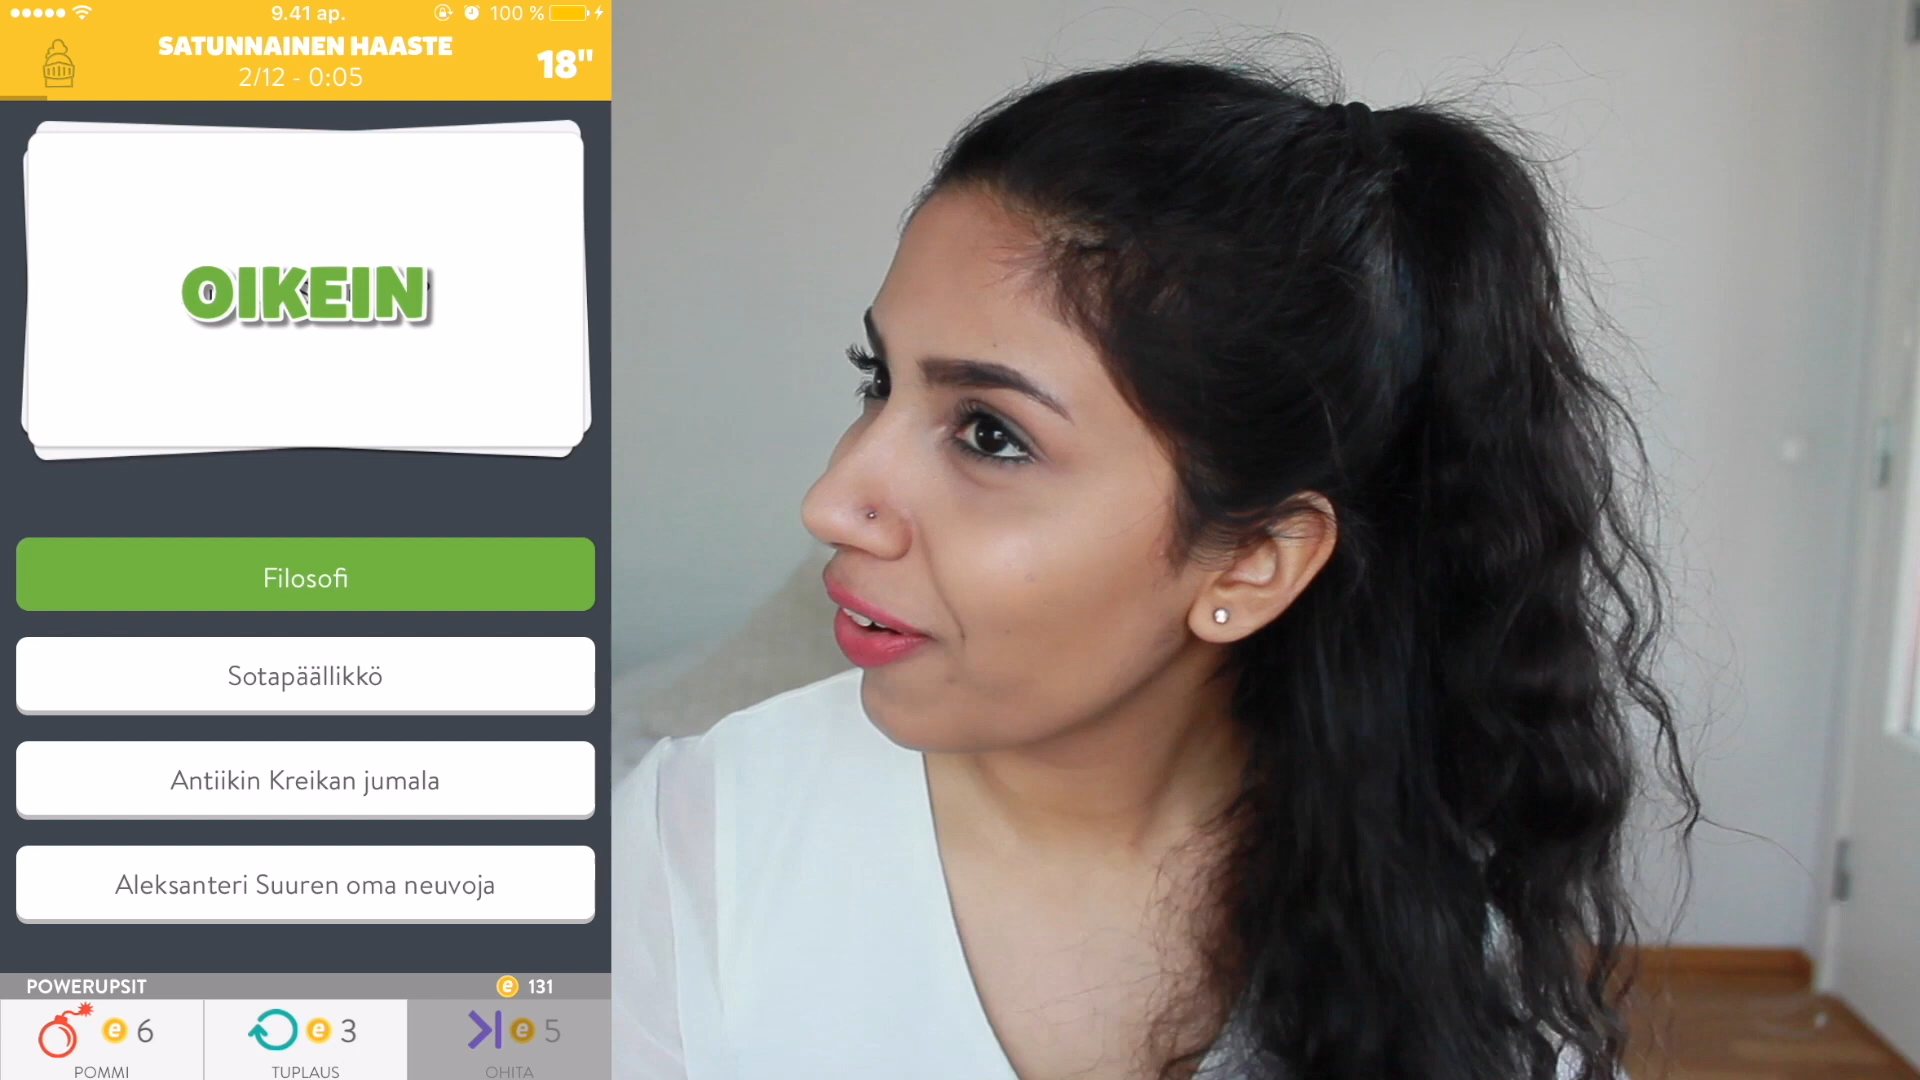 9.41 ap.
100 %
SATUNNAINEN HAASTE
2/12 - 0:05
18"
OIKEIN
Filosofi
Sotapäällikkö
Antiikin Kreikan jumala
Aleksanteri Suuren oma neuvoja
POWERUPSIT
e 131
e 6
e 3
e 5
POMMI
TUPLAUS
OHITA